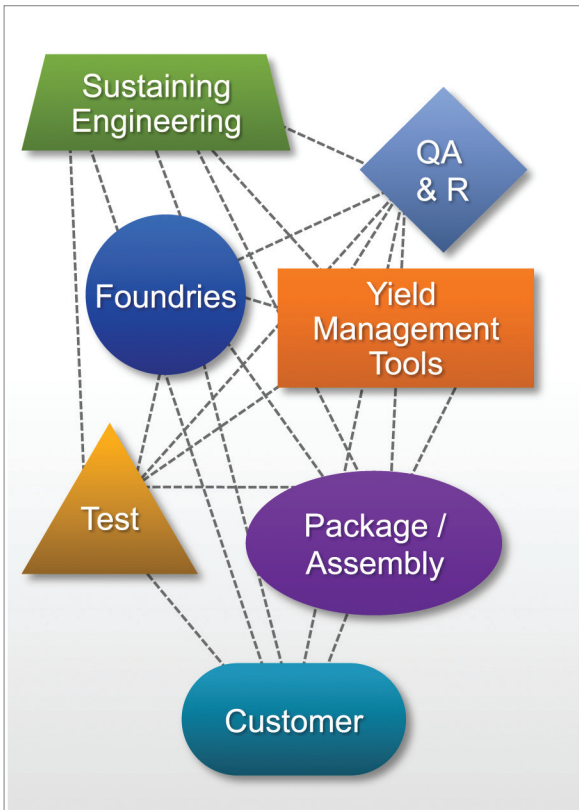 Sustaining
Engineering
QA
& R
Foundries
Yield
Management
Tools
Test
Package /
Assembly
Customer